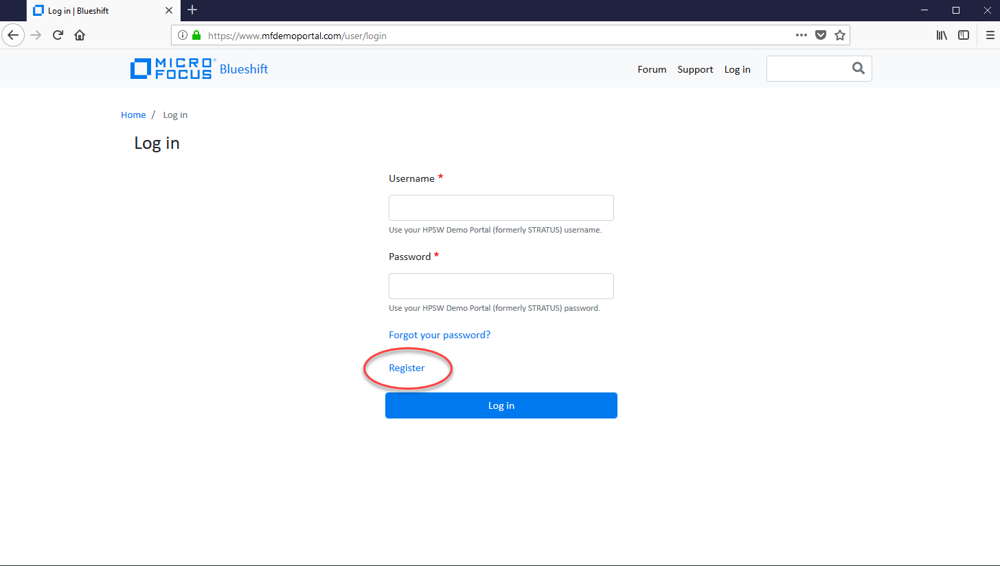 Log in | Blueshift
https://www.mfdemoportal.com/user/login
MICRO FOCUS® Blueshift
Forum Support Log in
Home / Log in
Log in
Username *
Use your HPSW Demo Portal (formerly STRATUS) username.
Password *
Use your HPSW Demo Portal (formerly STRATUS) password.
Forgot your password?
Register
Log in